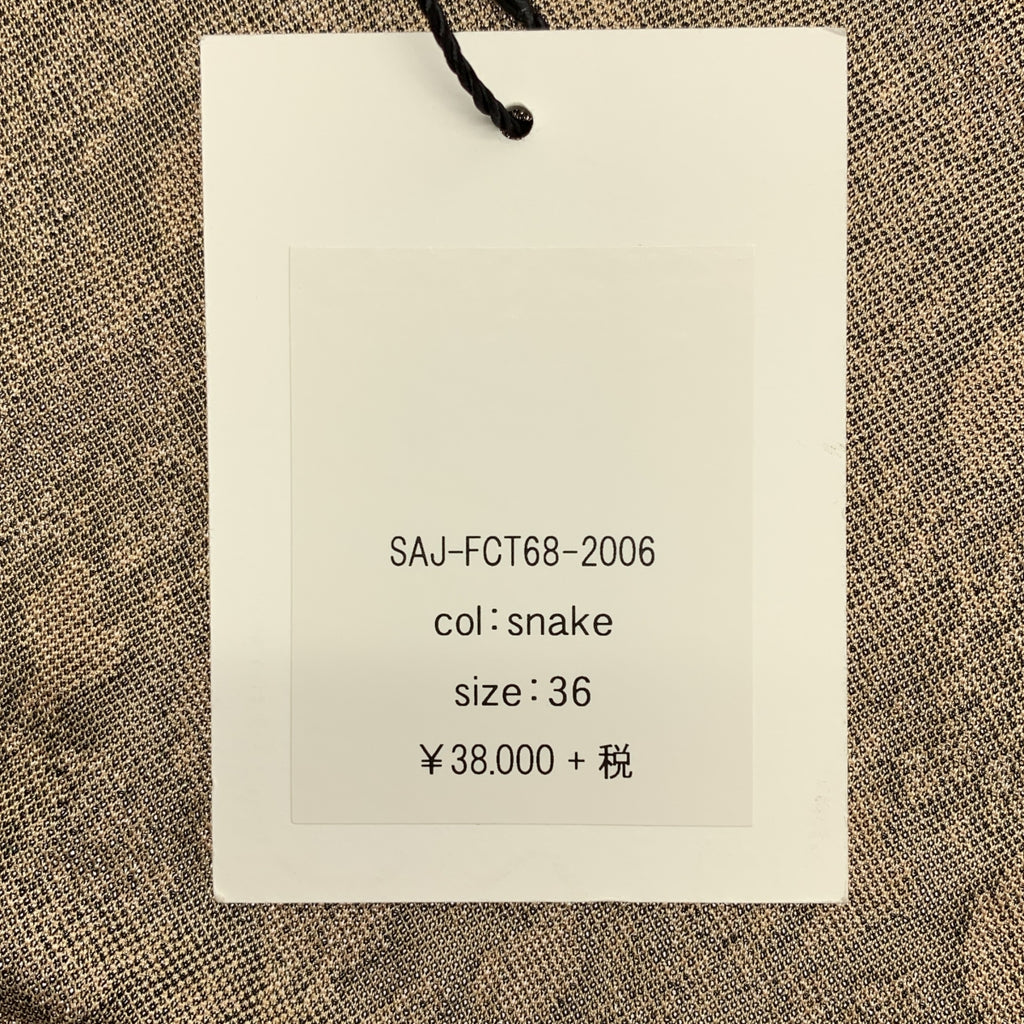 SAJ-FCT68-2006
col:snake
size:36
¥38.000 + 税